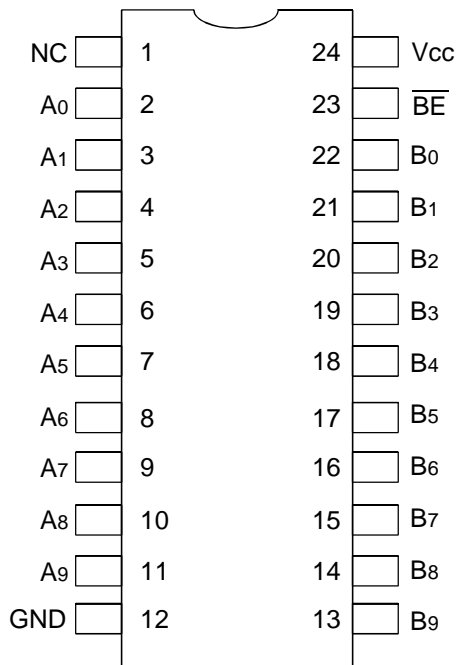 NC 1 24 Vcc
A0 2 23 B̅E̅
A1 3 22 B0
A2 4 21 B1
A3 5 20 B2
A4 6 19 B3
A5 7 18 B4
A6 8 17 B5
A7 9 16 B6
A8 10 15 B7
A9 11 14 B8
GND 12 13 B9